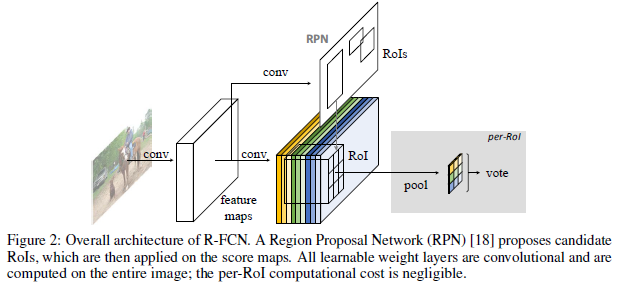 RPN
RoIs
conv
conv
conv
RoI
per-RoI
feature
maps
pool
vote
Figure 2: Overall architecture of R-FCN. A Region Proposal Network (RPN) [18] proposes candidate
RoIs, which are then applied on the score maps. All learnable weight layers are convolutional and are
computed on the entire image; the per-RoI computational cost is negligible.